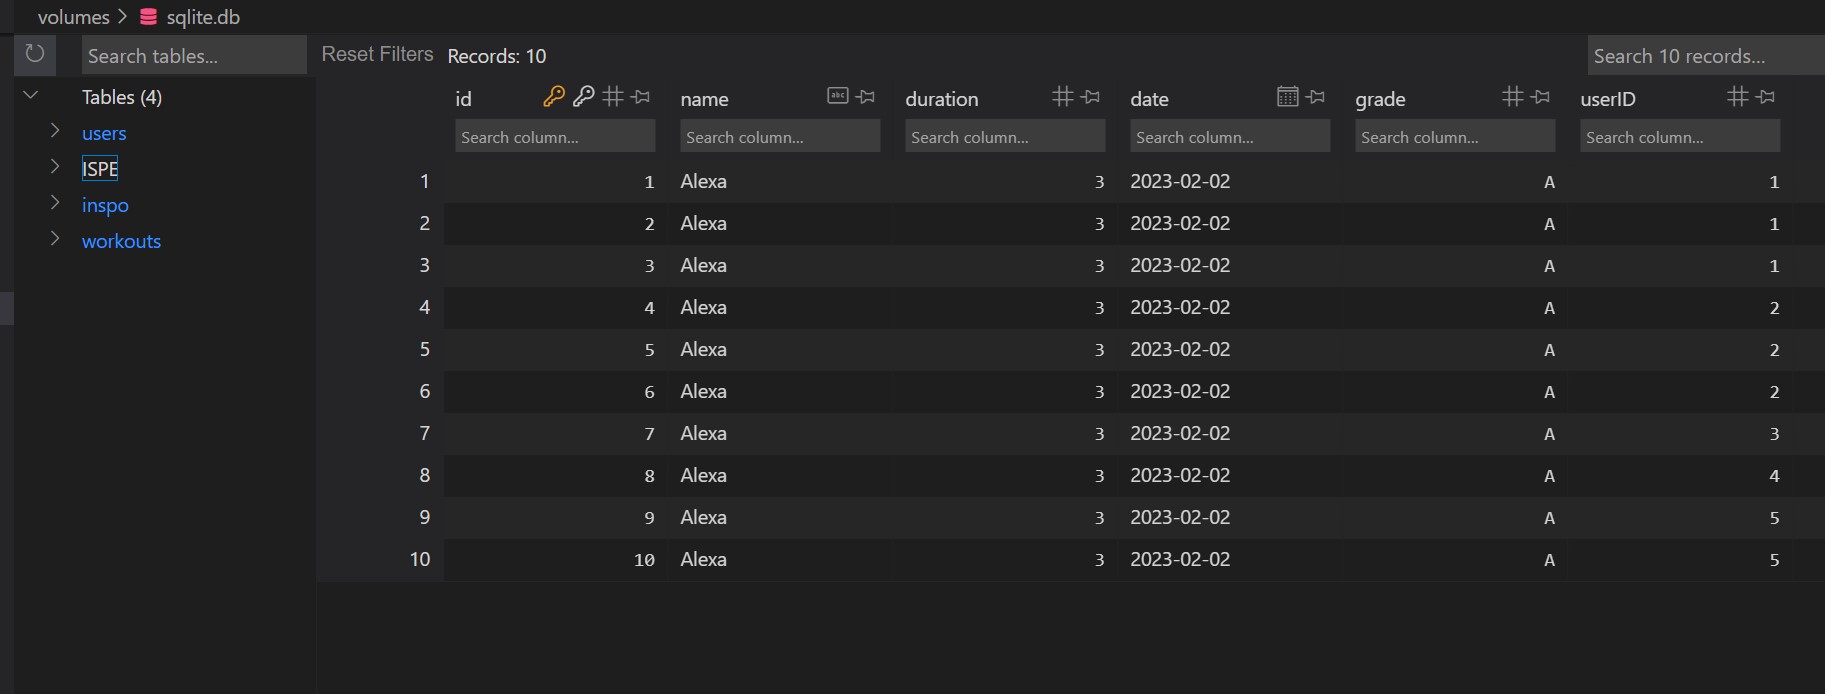 volumes > sqlite.db
Search tables... Reset Filters Records: 10 Search 10 records...
Tables (4)
users
ISPE
inspo
workouts
id name duration date grade userID
Search column... Search column... Search column... Search column... Search column... Search column...
1 1 Alexa 3 2023-02-02 A 1
2 2 Alexa 3 2023-02-02 A 1
3 3 Alexa 3 2023-02-02 A 1
4 4 Alexa 3 2023-02-02 A 2
5 5 Alexa 3 2023-02-02 A 2
6 6 Alexa 3 2023-02-02 A 2
7 7 Alexa 3 2023-02-02 A 3
8 8 Alexa 3 2023-02-02 A 4
9 9 Alexa 3 2023-02-02 A 5
10 10 Alexa 3 2023-02-02 A 5